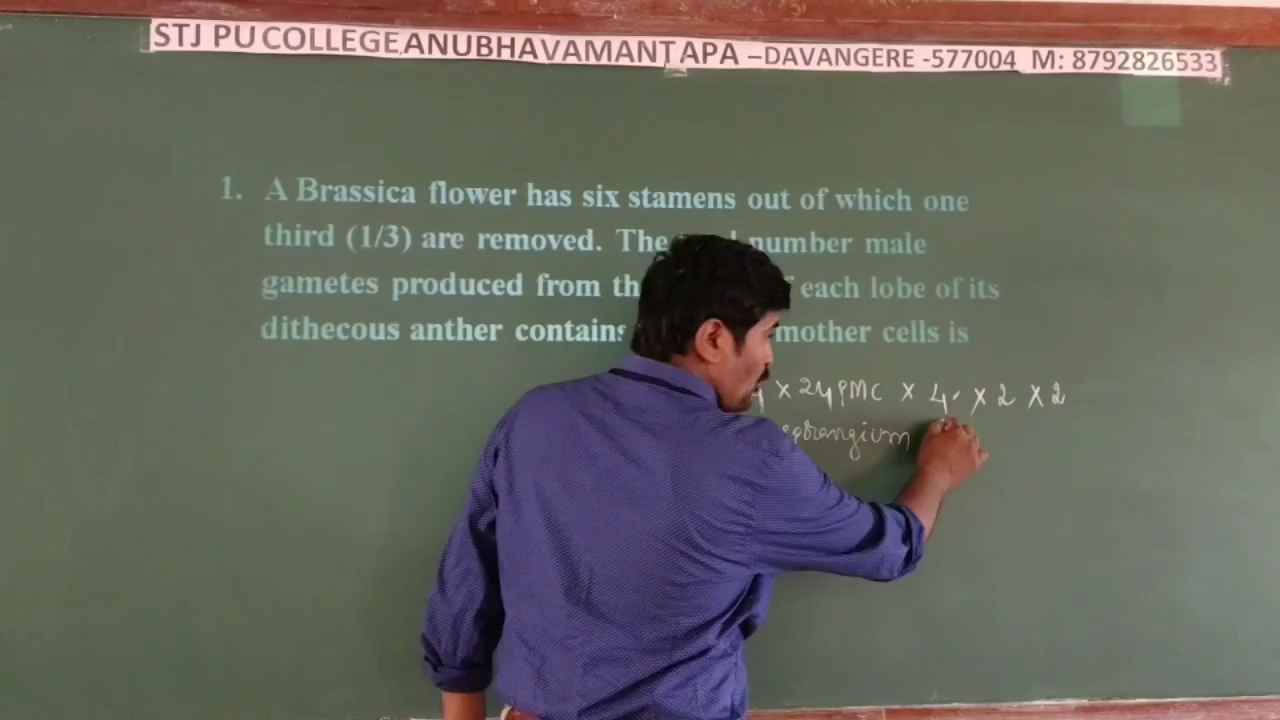 STJ PU COLLEGE ANUBHAVAMANTAPA –DAVANGERE -577004 M: 8792826533
1. A Brassica flower has six stamens out of which one
third (1/3) are removed. The number male
gametes produced from each lobe of its
dithecous anther contains mother cells is
× 24 PMC × 4 × 2 × 2